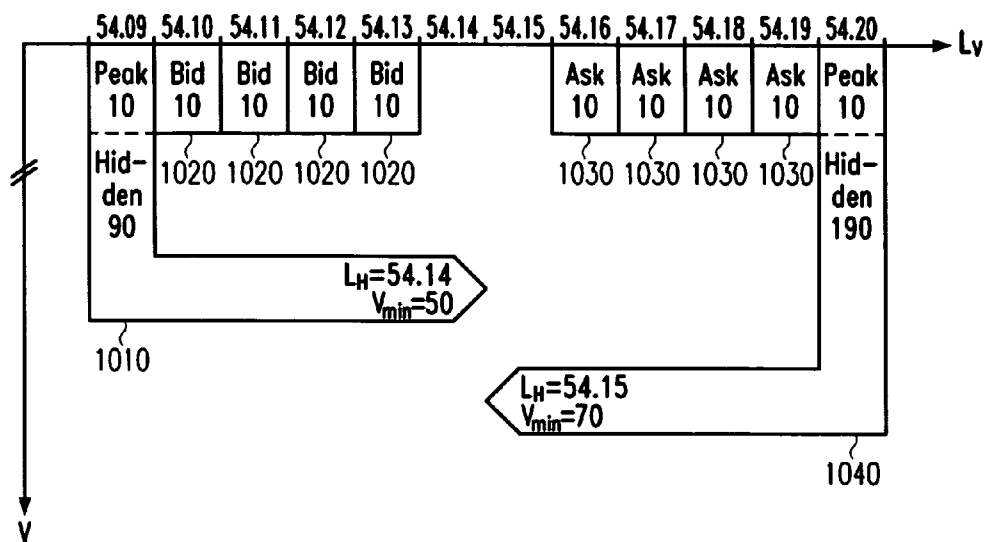 54.09 54.10 54.11 54.12 54.13 54.14 54.15 54.16 54.17 54.18 54.19 54.20
Lv
Peak Bid Bid Bid Bid Ask Ask Ask Ask Peak
10 10 10 10 10 10 10 10 10 10
Hid- 1020 1020 1020 1020 1030 1030 1030 1030 Hid-
den den
90 190
LH=54.14
Vmin=50
1010
LH=54.15
Vmin=70
1040
V